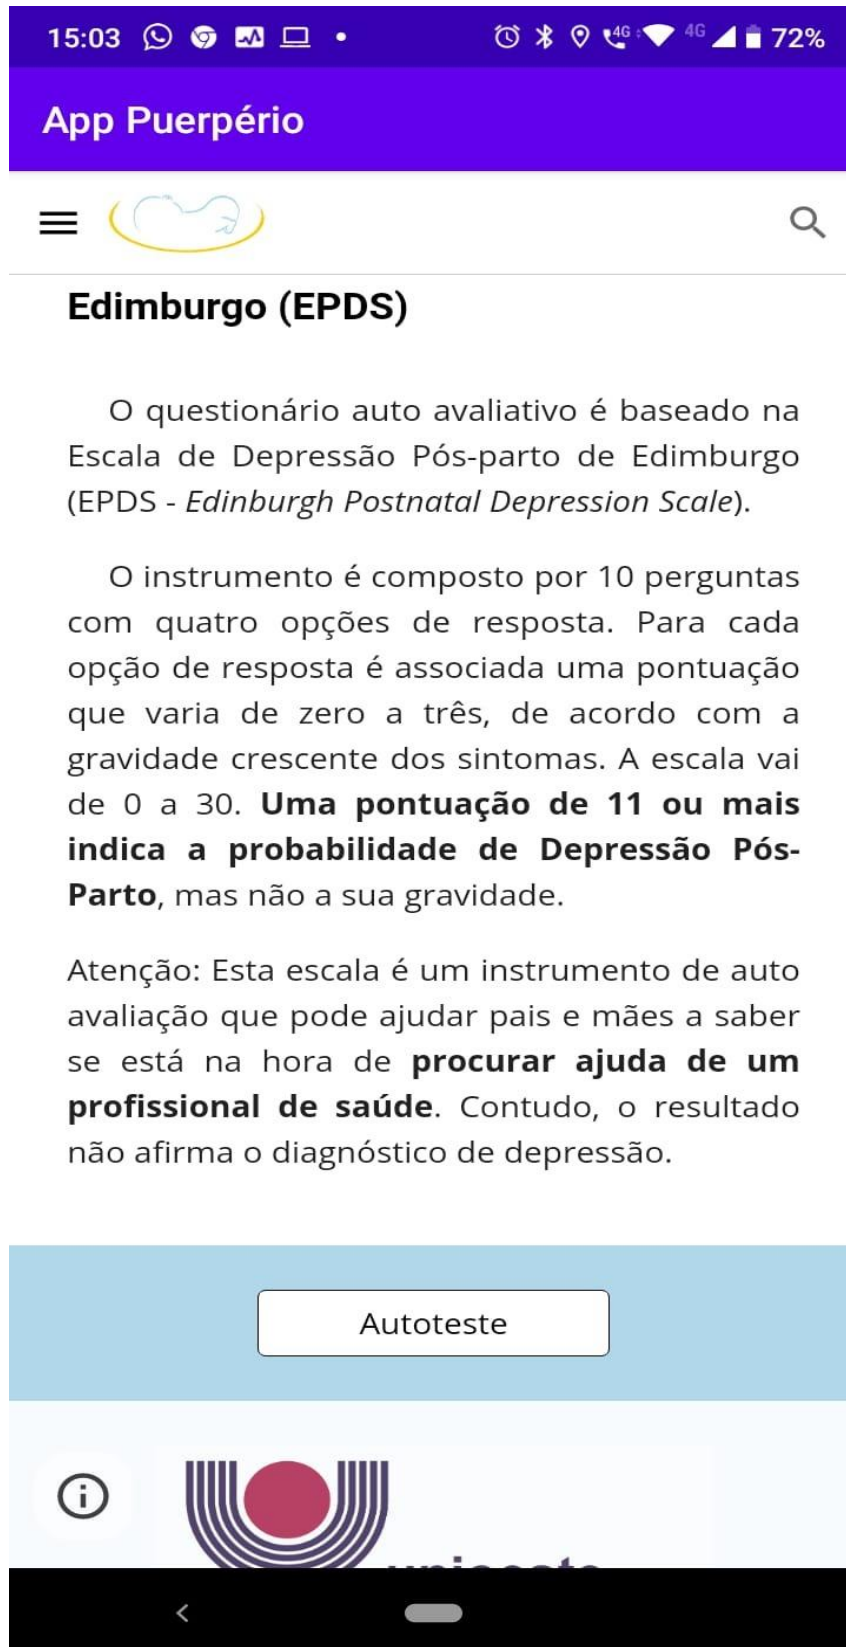 15:03 4G 4G 72%
App Puerpério
Edimburgo (EPDS)
O questionário auto avaliativo é baseado na
Escala de Depressão Pós-parto de Edimburgo
(EPDS - Edinburgh Postnatal Depression Scale).
O instrumento é composto por 10 perguntas
com quatro opções de resposta. Para cada
opção de resposta é associada uma pontuação
que varia de zero a três, de acordo com a
gravidade crescente dos sintomas. A escala vai
de 0 a 30. Uma pontuação de 11 ou mais
indica a probabilidade de Depressão Pós-
Parto, mas não a sua gravidade.
Atenção: Esta escala é um instrumento de auto
avaliação que pode ajudar pais e mães a saber
se está na hora de procurar ajuda de um
profissional de saúde. Contudo, o resultado
não afirma o diagnóstico de depressão.
Autoteste